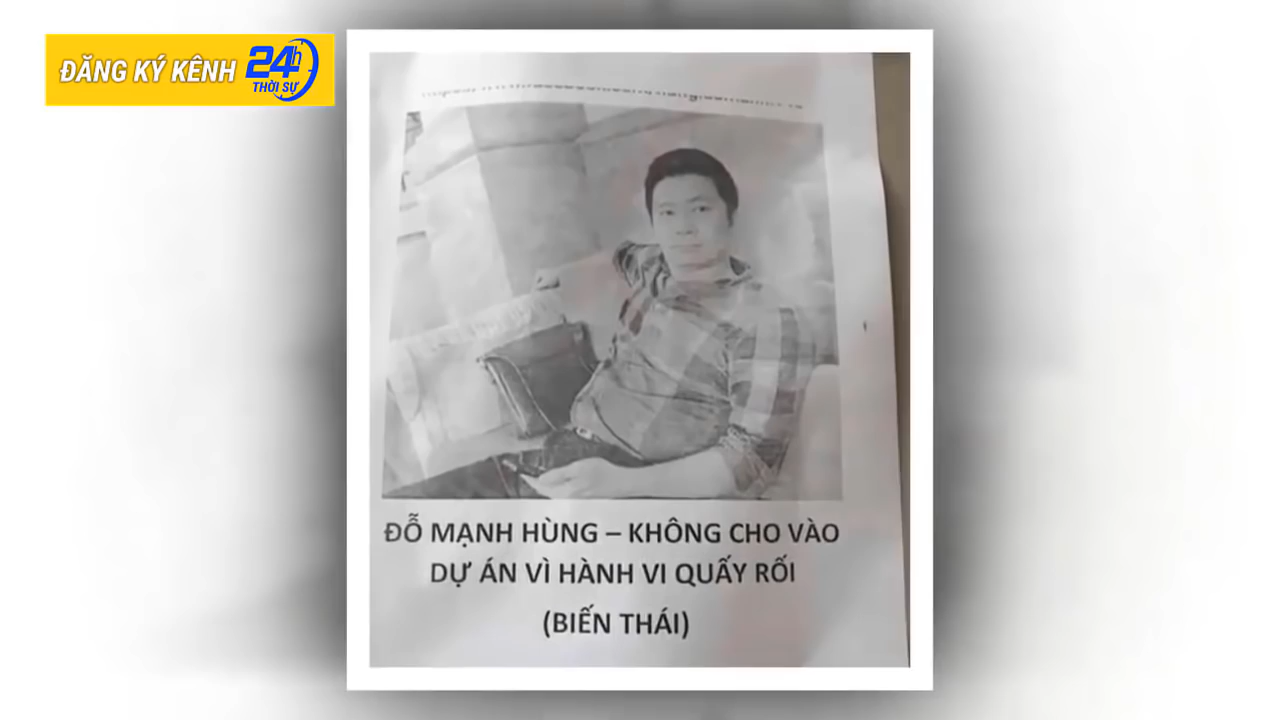 ĐĂNG KÝ KÊNH 24h
THỜI SỰ
ĐỖ MẠNH HÙNG – KHÔNG CHO VÀO
DỰ ÁN VÌ HÀNH VI QUẤY RỐI
(BIẾN THÁI)